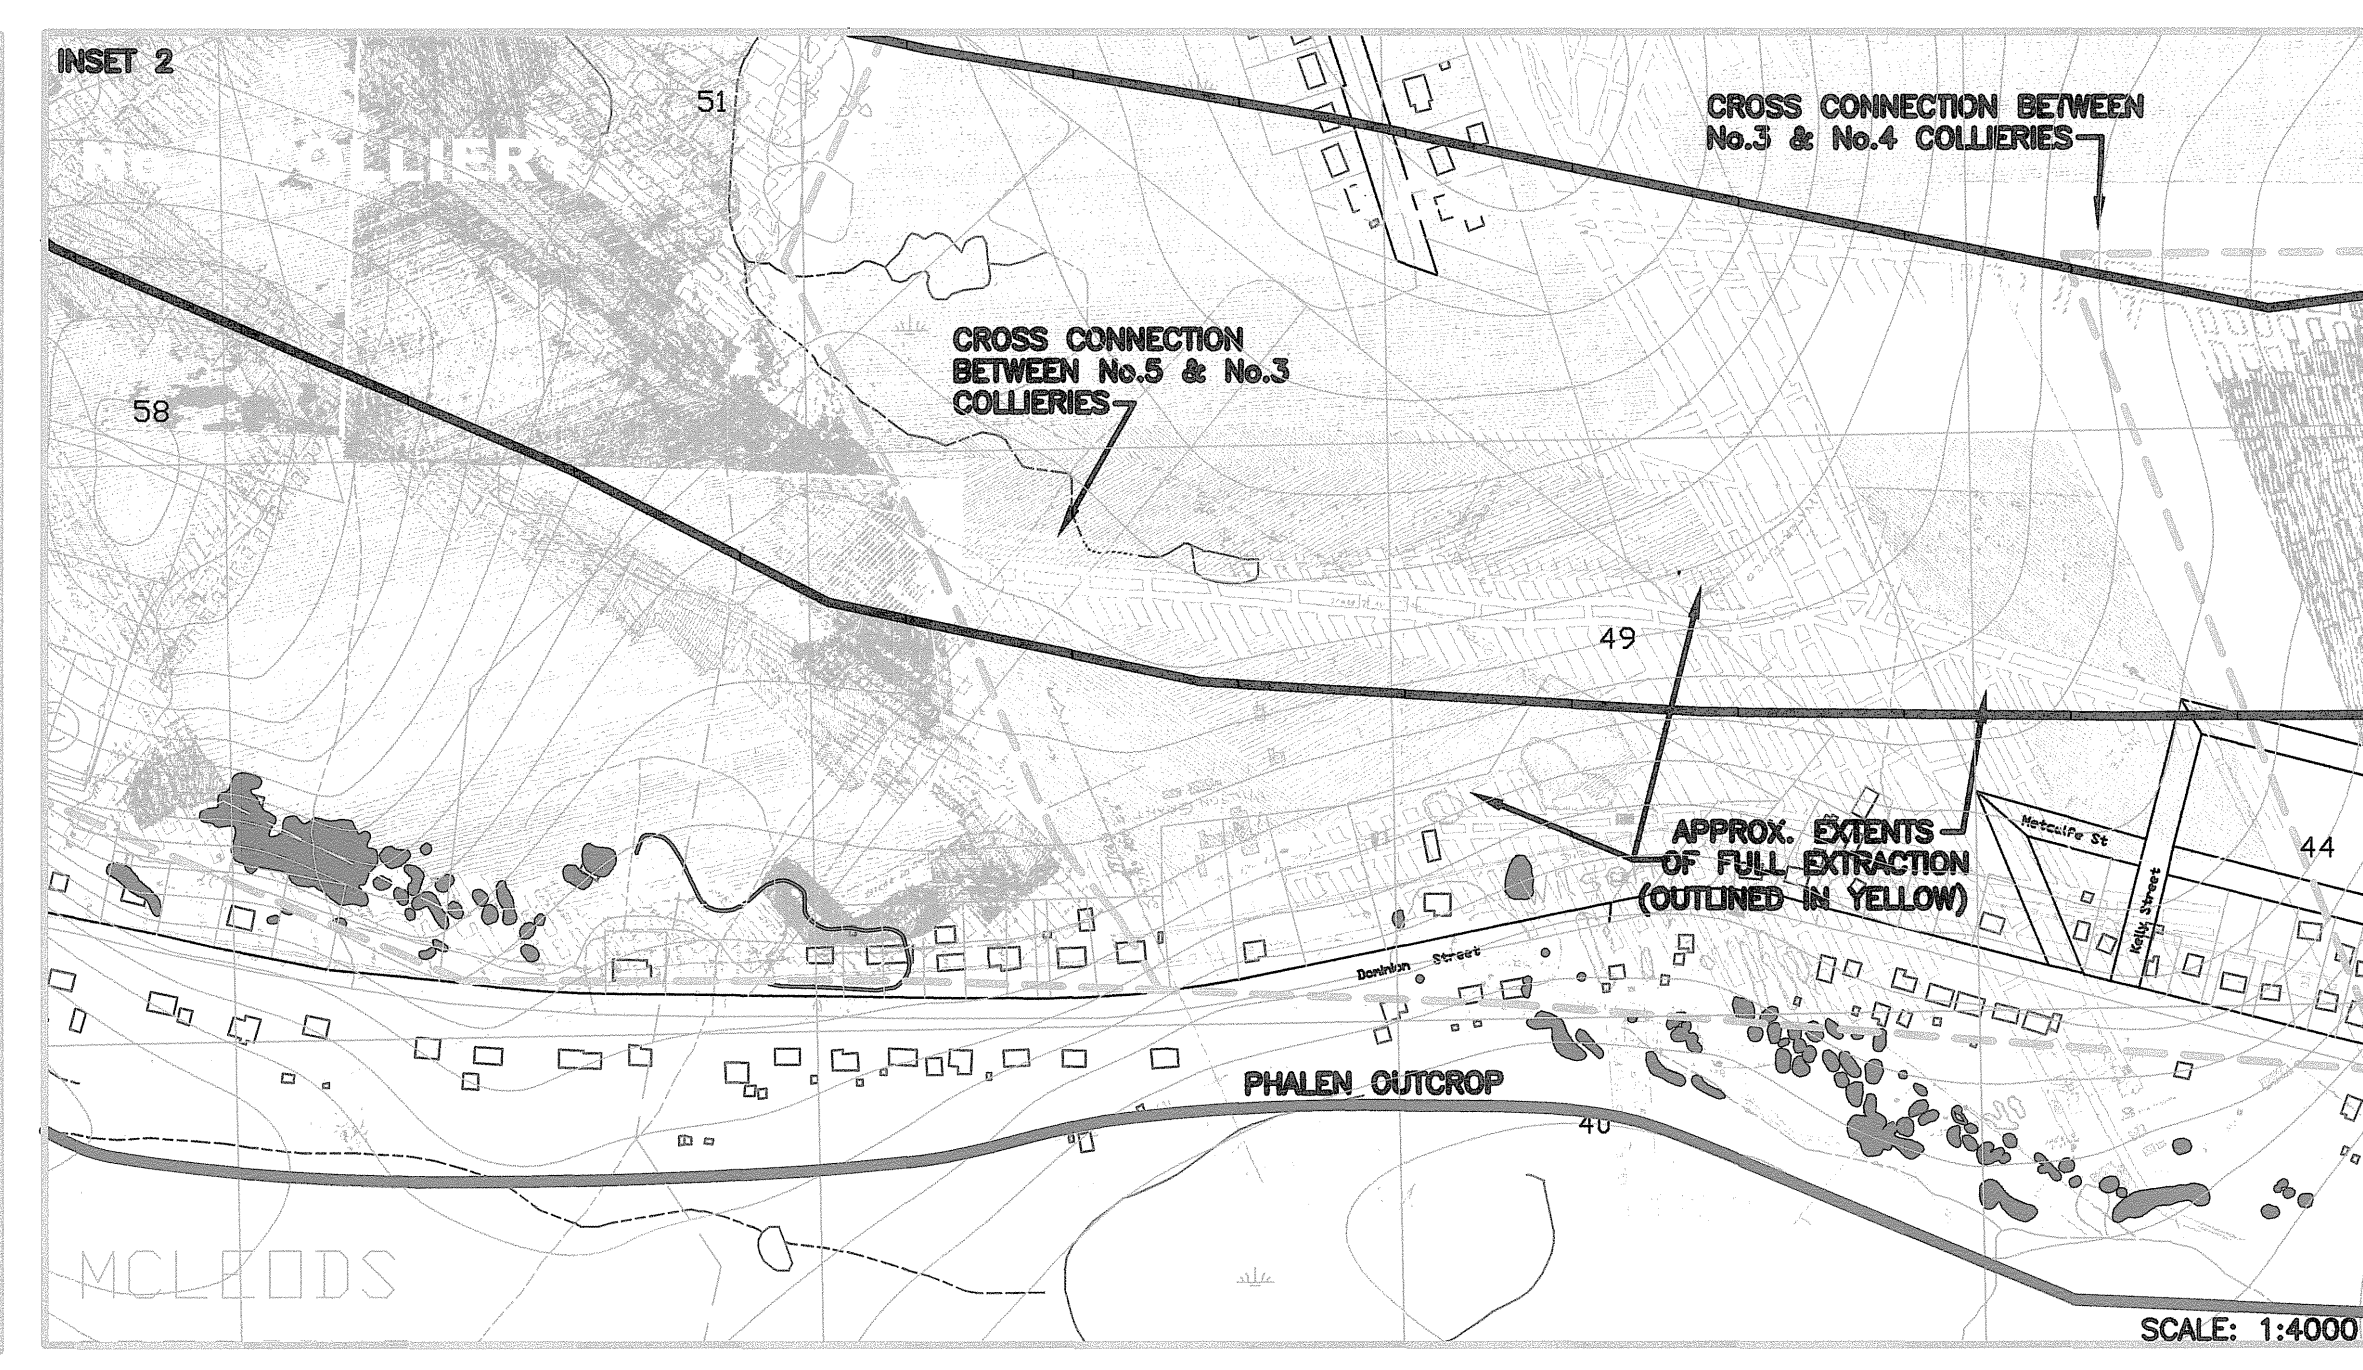 INSET 2
51
CROSS CONNECTION BETWEEN
No.3 & No.4 COLLIERIES
CROSS CONNECTION
BETWEEN No.5 & No.3
COLLIERIES
58
49
APPROX. EXTENTS
OF FULL EXTRACTION
(OUTLINED IN YELLOW)
Metcalfe St
Kelly Street
44
Dominion Street
PHALEN OUTCROP
40
MCLEODS
SCALE: 1:4000